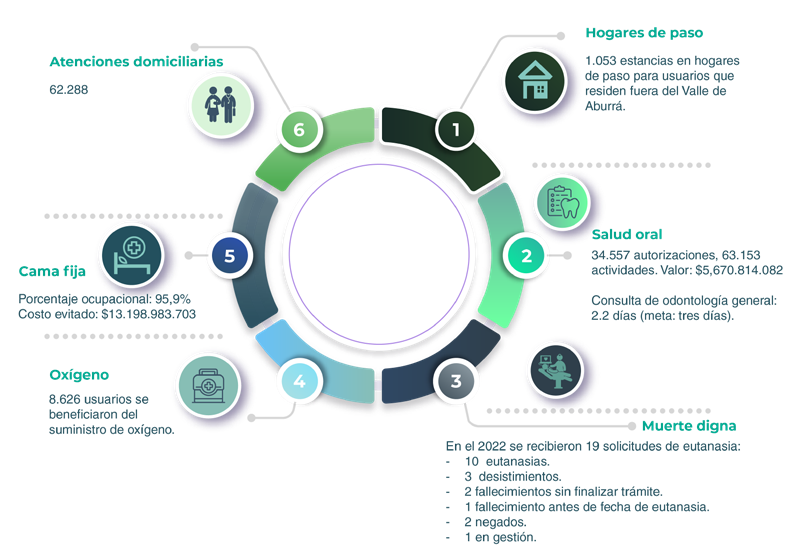 Hogares de paso
1.053 estancias en hogares
de paso para usuarios que
residen fuera del Valle de
Aburrá.
1
Salud oral
34.557 autorizaciones, 63.153
actividades. Valor: $5,670.814.082
Consulta de odontología general:
2.2 días (meta: tres días).
2
Muerte digna
En el 2022 se recibieron 19 solicitudes de eutanasia:
- 10 eutanasias.
- 3 desistimientos.
- 2 fallecimientos sin finalizar trámite.
- 1 fallecimiento antes de fecha de eutanasia.
- 2 negados.
- 1 en gestión.
3
Oxígeno
8.626 usuarios se
beneficiaron del
suministro de oxígeno.
4
Cama fija
Porcentaje ocupacional: 95,9%
Costo evitado: $13.198.983.703
5
Atenciones domiciliarias
62.288
6